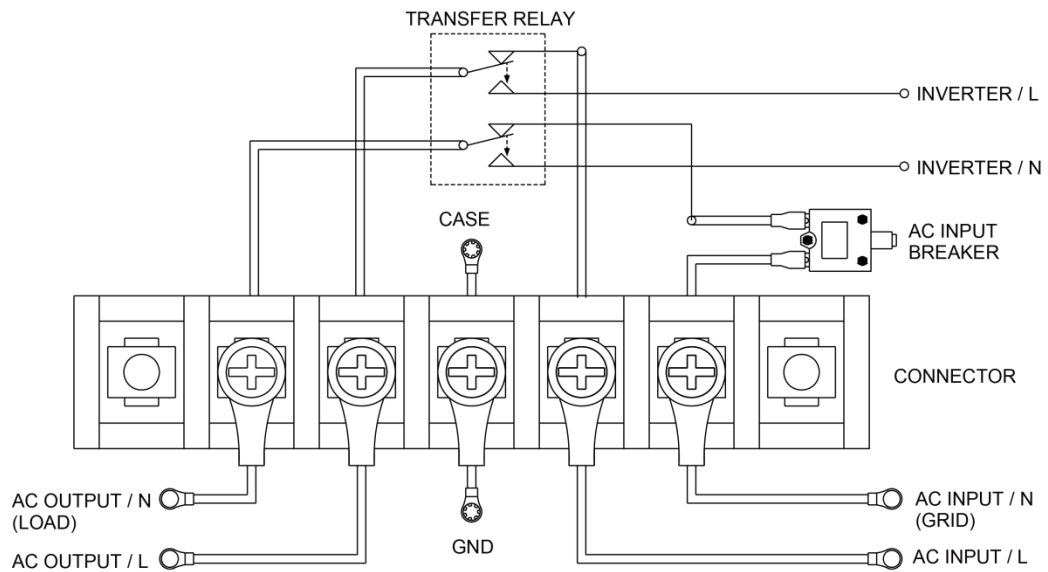 TRANSFER RELAY
INVERTER / L
INVERTER / N
CASE
AC INPUT
BREAKER
CONNECTOR
AC OUTPUT / N
(LOAD)
AC INPUT / N
(GRID)
GND
AC OUTPUT / L
AC INPUT / L